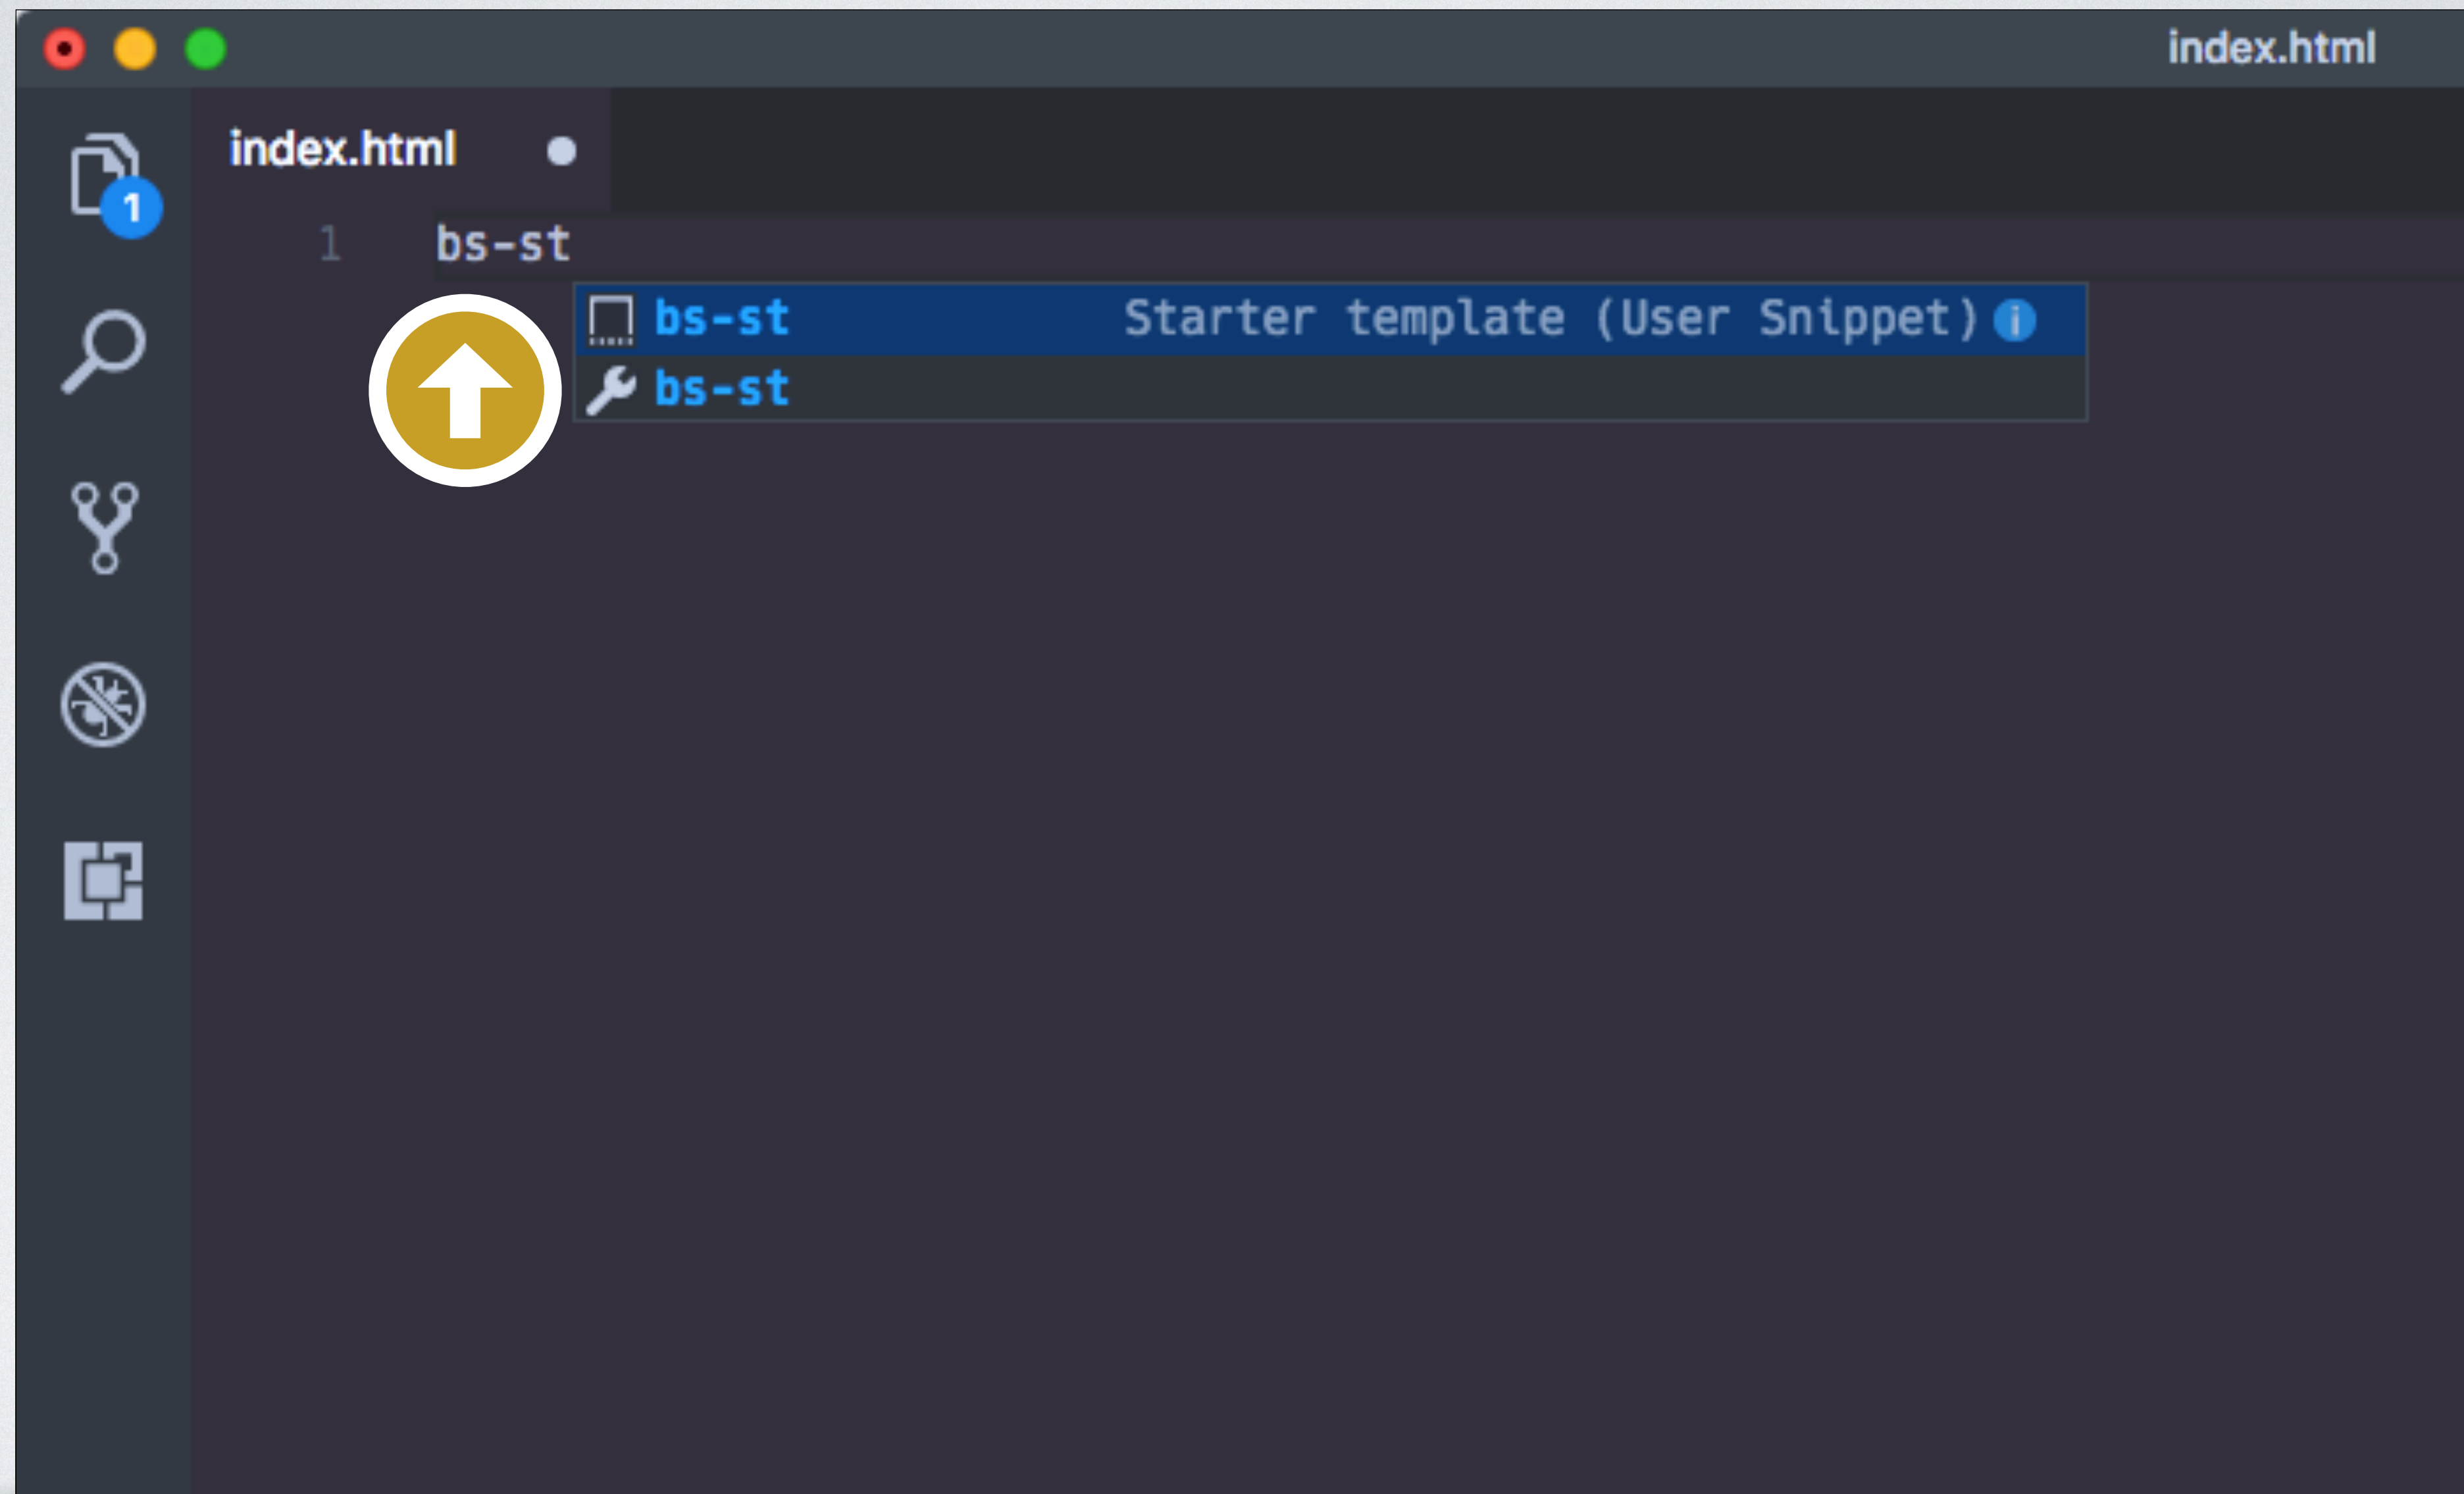 index.html
index.html
1
1 bs-st
bs-st Starter template (User Snippet) i
bs-st